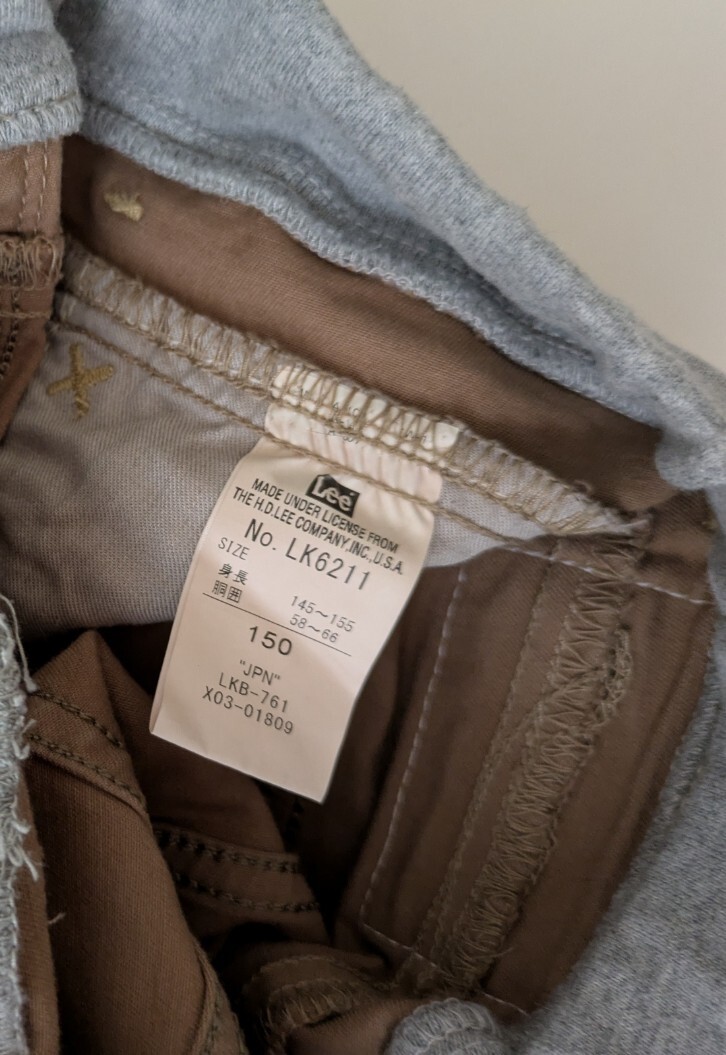 Lee
MADE UNDER LICENSE FROM
THE H.D.LEE COMPANY,INC.,U.S.A.
No. LK6211
SIZE
身長 145～155
胴囲 58～66
150
"JPN"
LKB-761
X03-01809